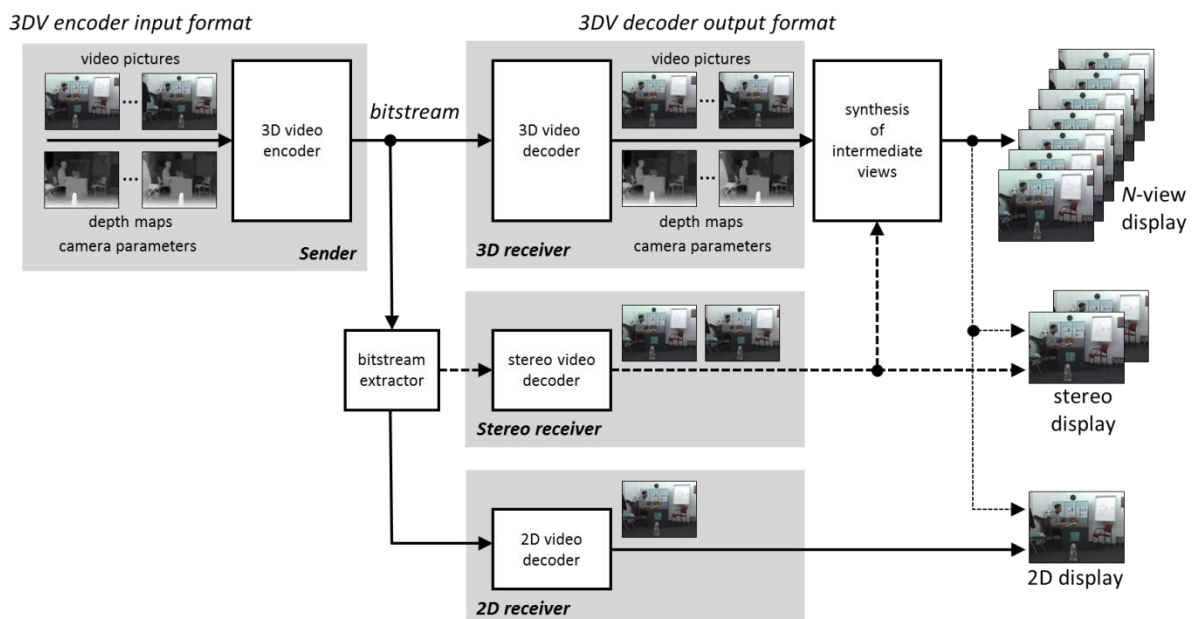 3DV encoder input format
3DV decoder output format
video pictures
...
3D video
encoder
...
depth maps
camera parameters
Sender
bitstream
video pictures
...
3D video
decoder
...
depth maps
camera parameters
3D receiver
synthesis
of
intermediate
views
N-view
display
bitstream
extractor
stereo video
decoder
Stereo receiver
stereo
display
2D video
decoder
2D receiver
2D display